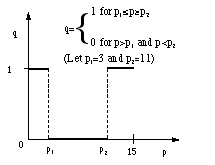 1 for p₁≤p≥p₂
q
q=
0 for p>p₁ and p<p₂
(Let p₁=3 and p₂=11)
1
0
p₁
p₂
15
p